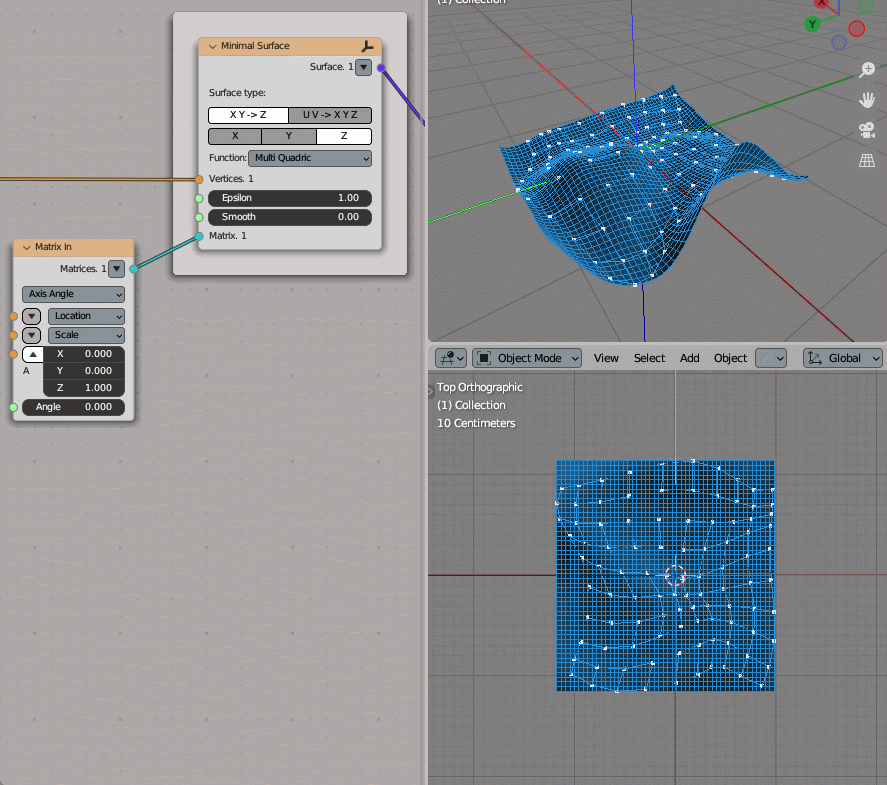 Minimal Surface
Surface. 1
Surface type:
X Y -> Z
U V -> X Y Z
X
Y
Z
Function:
Multi Quadric
Vertices. 1
Epsilon
1.00
Smooth
0.00
Matrix. 1
Matrix In
Matrices. 1
Axis Angle
Location
Scale
X 0.000
A Y 0.000
Z 1.000
Angle 0.000
(1) Collection
X
Y
Object Mode View Select Add Object Global
Top Orthographic
(1) Collection
10 Centimeters